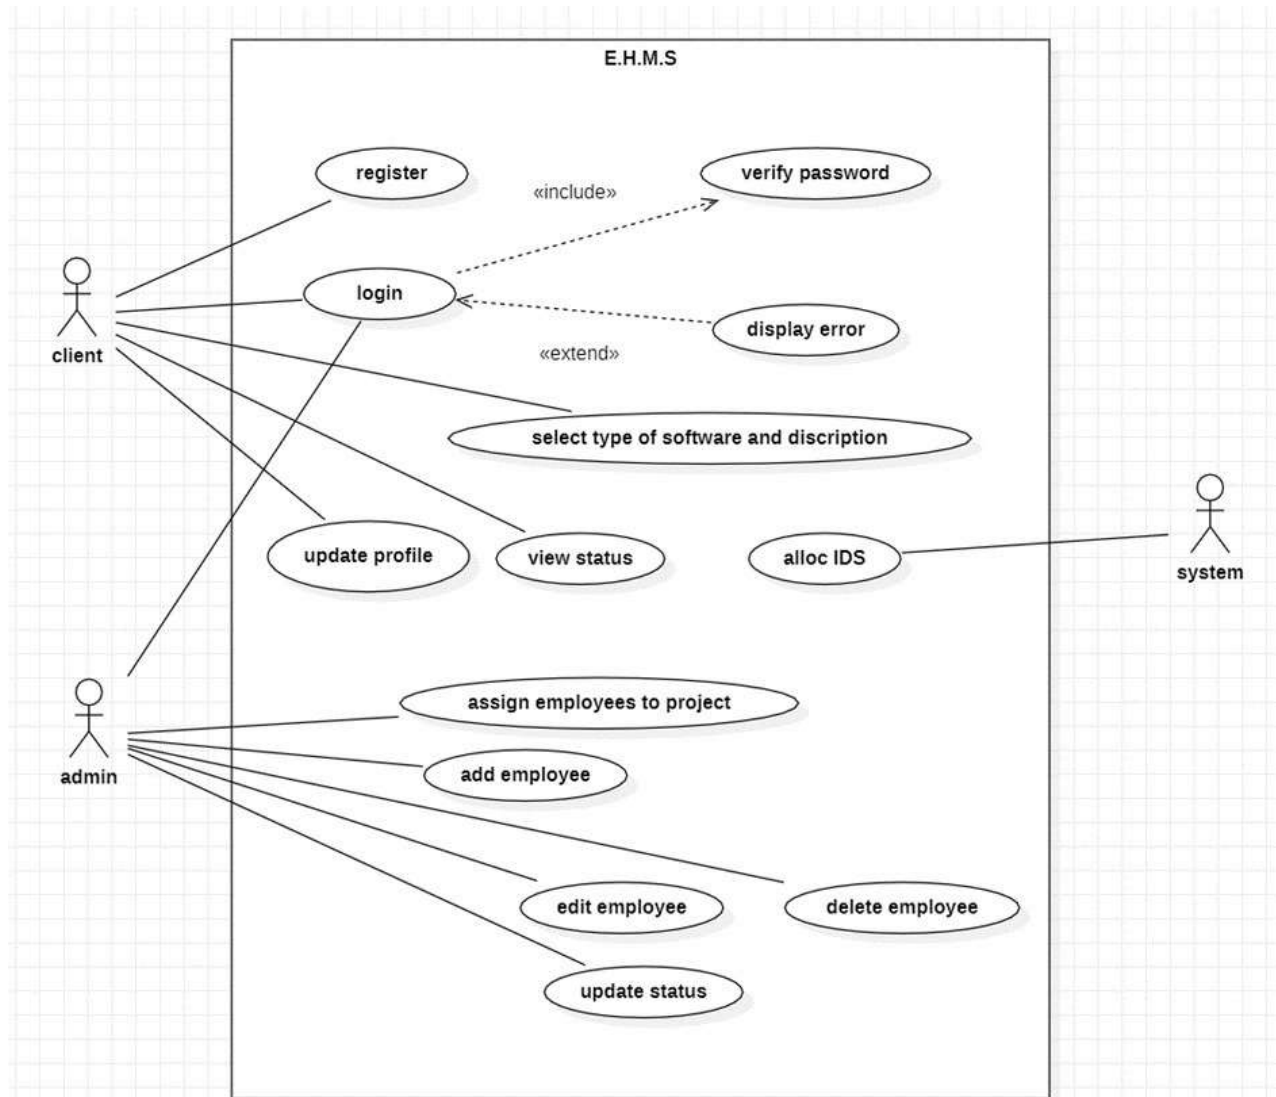 E.H.M.S
register
verify password
«include»
login
display error
client
«extend»
select type of software and discription
update profile
view status
alloc IDS
system
assign employees to project
admin
add employee
edit employee
delete employee
update status